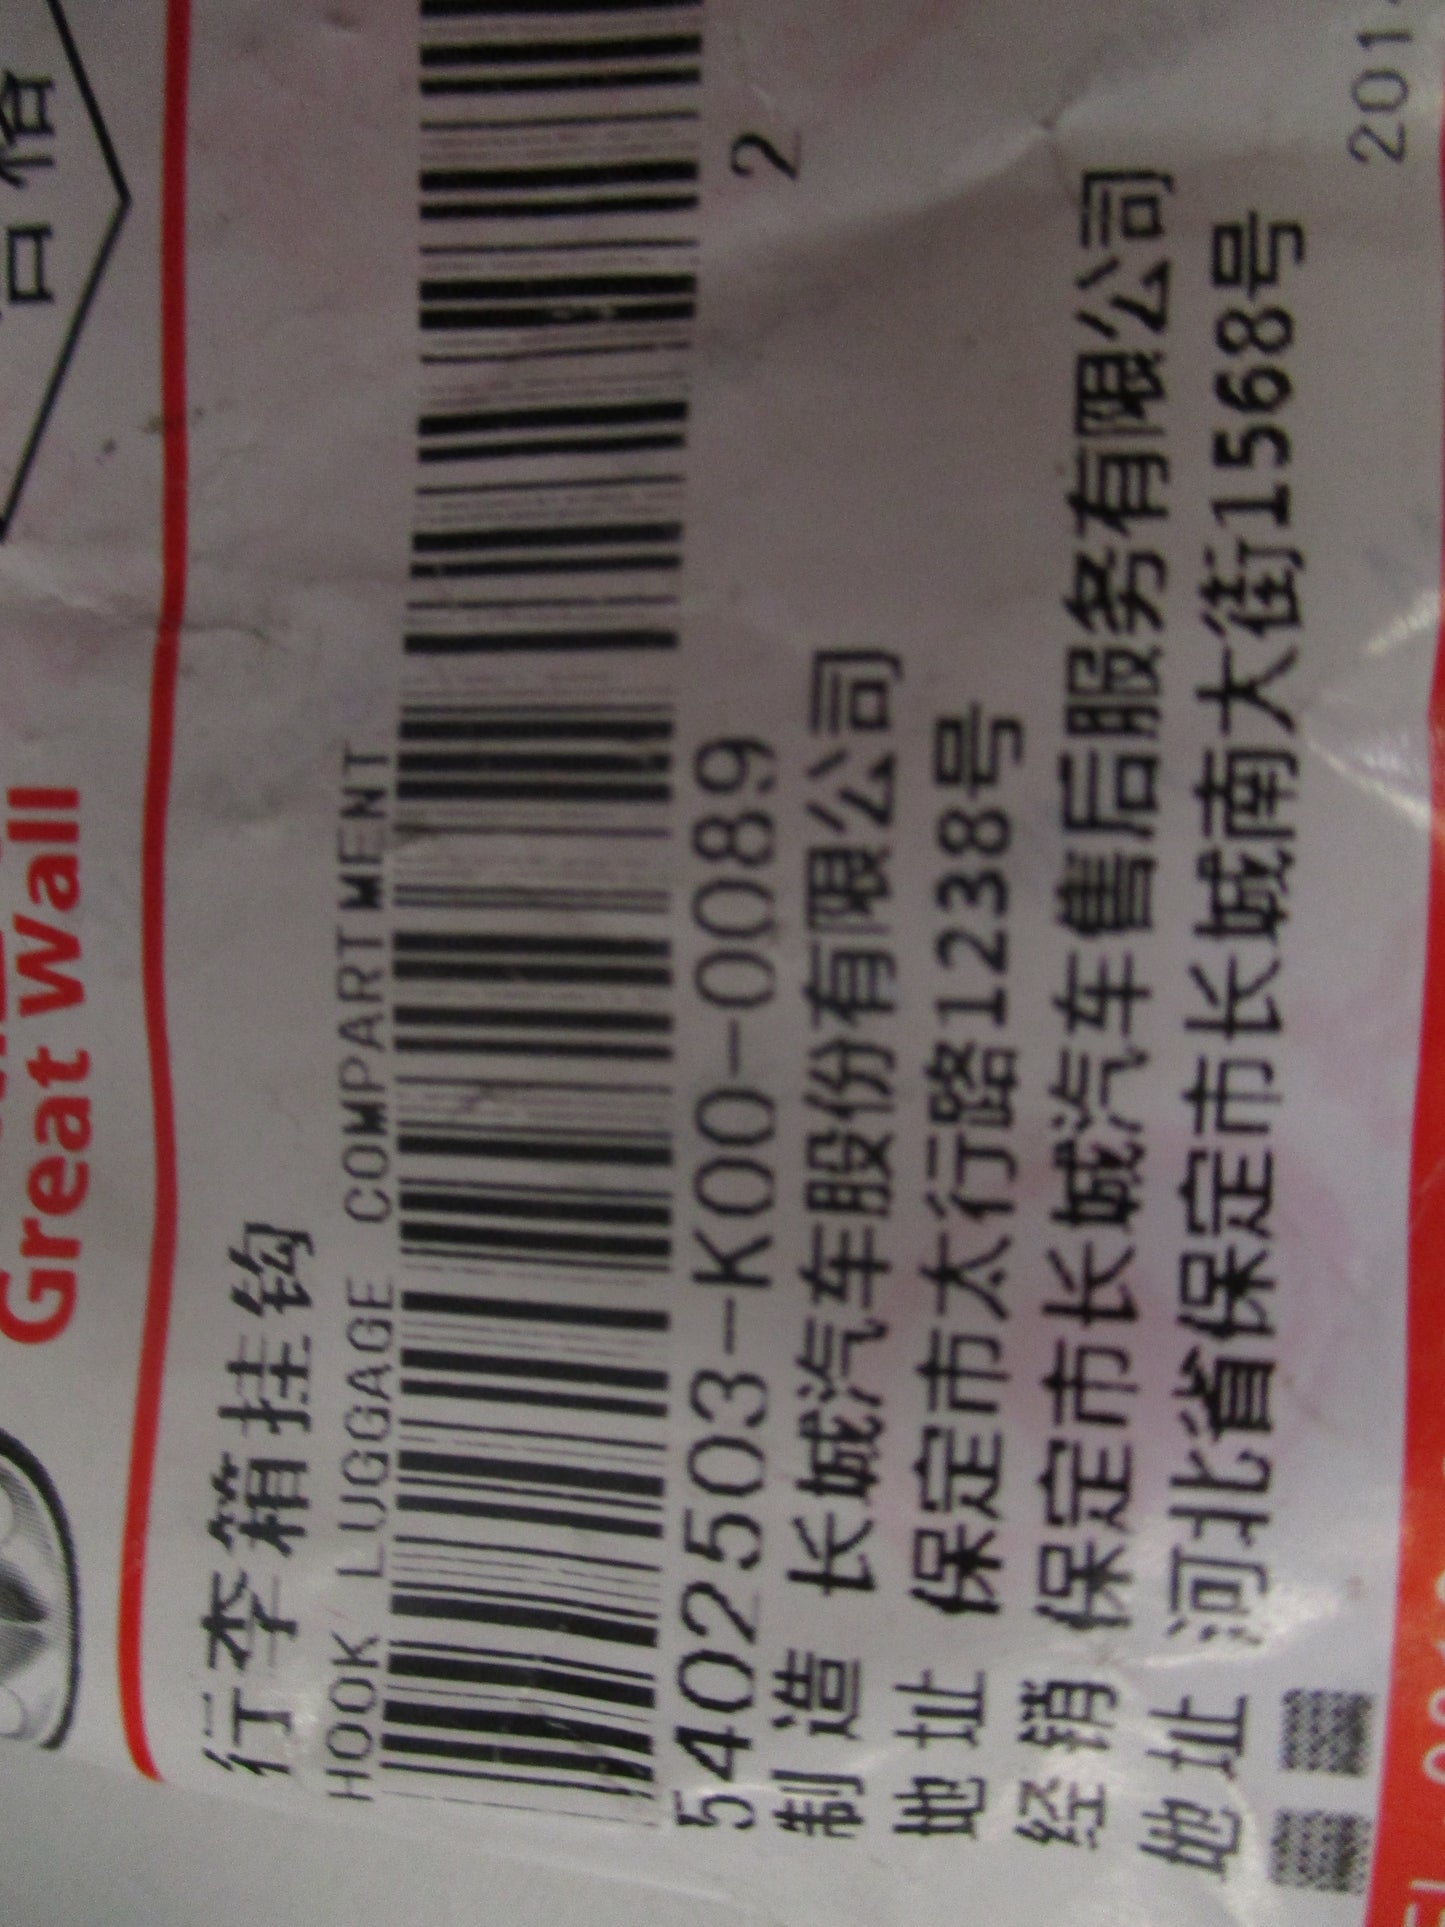 Great Wall
合格
行李箱挂钩
HOOK LUGGAGE COMPARTMENT
5402503-K00-0089 2
制造 长城汽车股份有限公司
地址 保定市太行路1238号
经销 保定市长城汽车售后服务有限公司
地址 河北省保定市长城南大街1568号
201